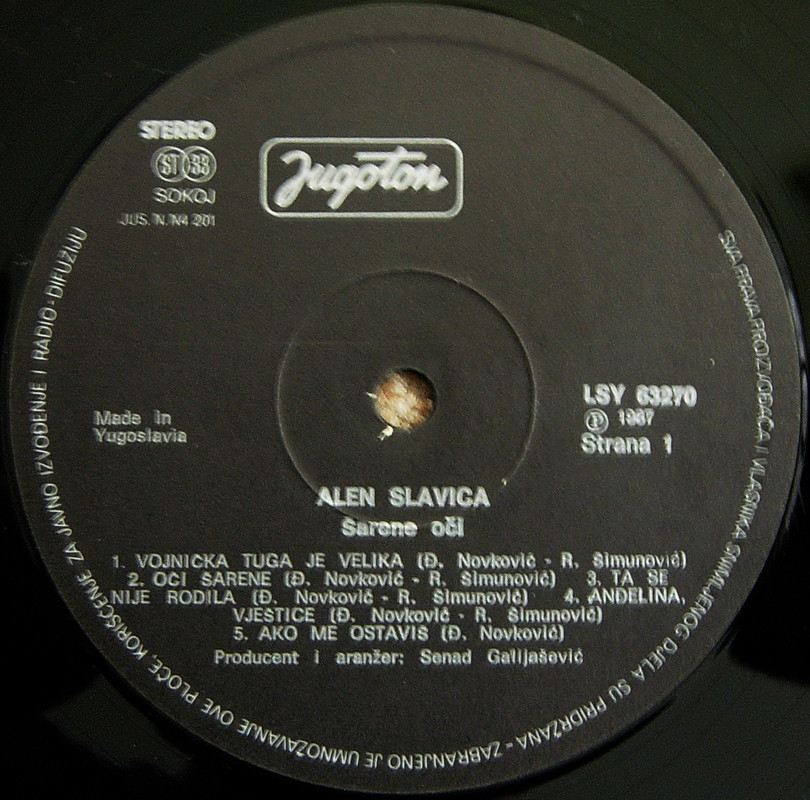 STEREO
ST 33
SOKOJ
JUS. N. N4 201
Jugoton
Made in
Yugoslavia
LSY 63270
Ⓟ 1987
Strana 1
ALEN SLAVICA
Šarene oči
1. VOJNIČKA TUGA JE VELIKA (Đ. Novković - R. Šimunović)
2. OČI ŠARENE (Đ. Novković - R. Šimunović) 3. TA SE
NIJE RODILA (Đ. Novković - R. Šimunović) 4. ANĐELINA,
VJEŠTICE (Đ. Novković - R. Šimunović)
5. AKO ME OSTAVIŠ (Đ. Novković)
Producent i aranžer: Senad Galijašević
SVA PRAVA PROIZVOĐAČA I VLASNIKA SNIMLJENOG DJELA SU PRIDRŽANA - ZABRANJENO JE UMNOŽAVANJE OVE PLOČE, KORIŠĆENJE ZA JAVNO IZVOĐENJE I RADIO-DIFUZIJU